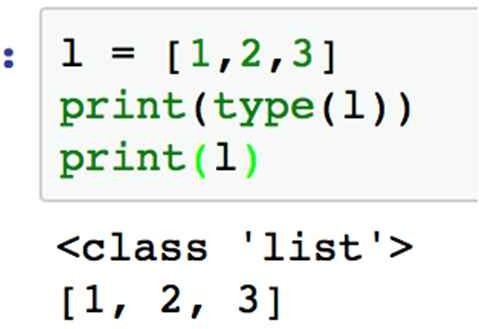 l = [1,2,3]
print(type(l))
print(l)
<class 'list'>
[1, 2, 3]